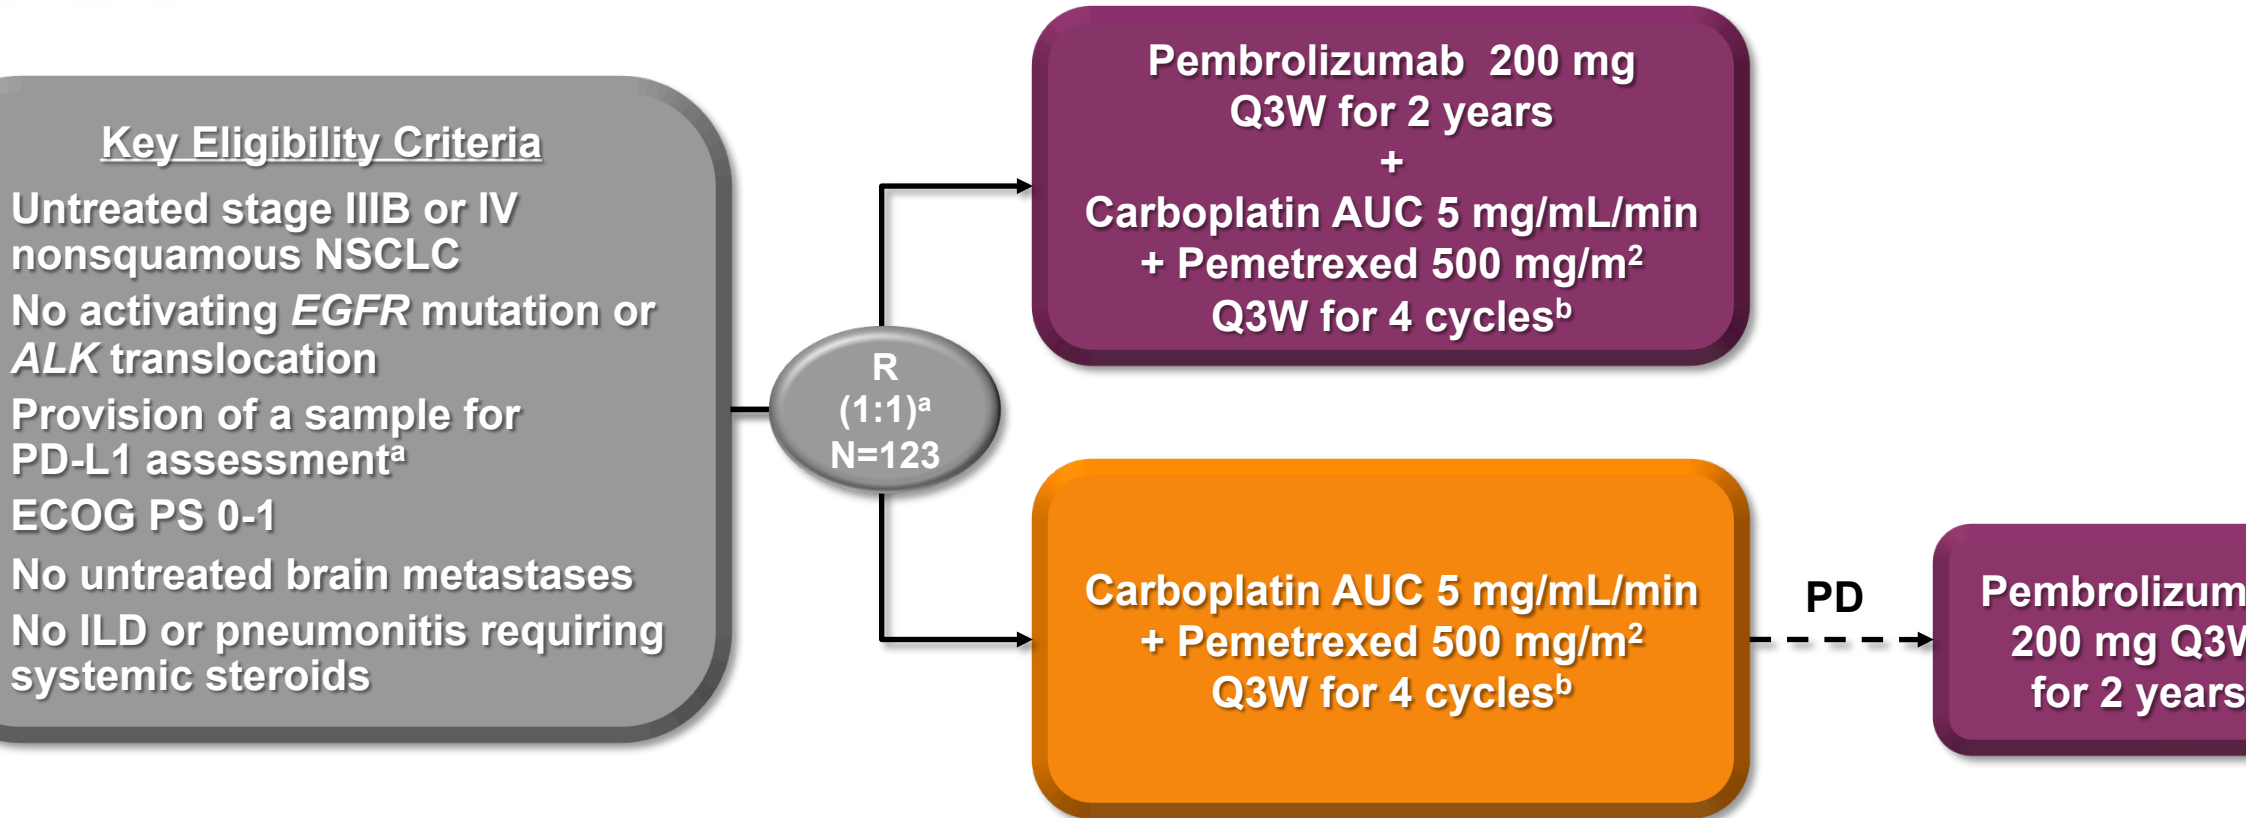 Key Eligibility Criteria
Untreated stage IIIB or IV
nonsquamous NSCLC
No activating EGFR mutation or
ALK translocation
Provision of a sample for
PD-L1 assessmentᵃ
ECOG PS 0-1
No untreated brain metastases
No ILD or pneumonitis requiring
systemic steroids
R
(1:1)ᵃ
N=123
Pembrolizumab 200 mg
Q3W for 2 years
+
Carboplatin AUC 5 mg/mL/min
+ Pemetrexed 500 mg/m²
Q3W for 4 cyclesᵇ
Carboplatin AUC 5 mg/mL/min
+ Pemetrexed 500 mg/m²
Q3W for 4 cyclesᵇ
PD
Pembrolizum
200 mg Q3W
for 2 years